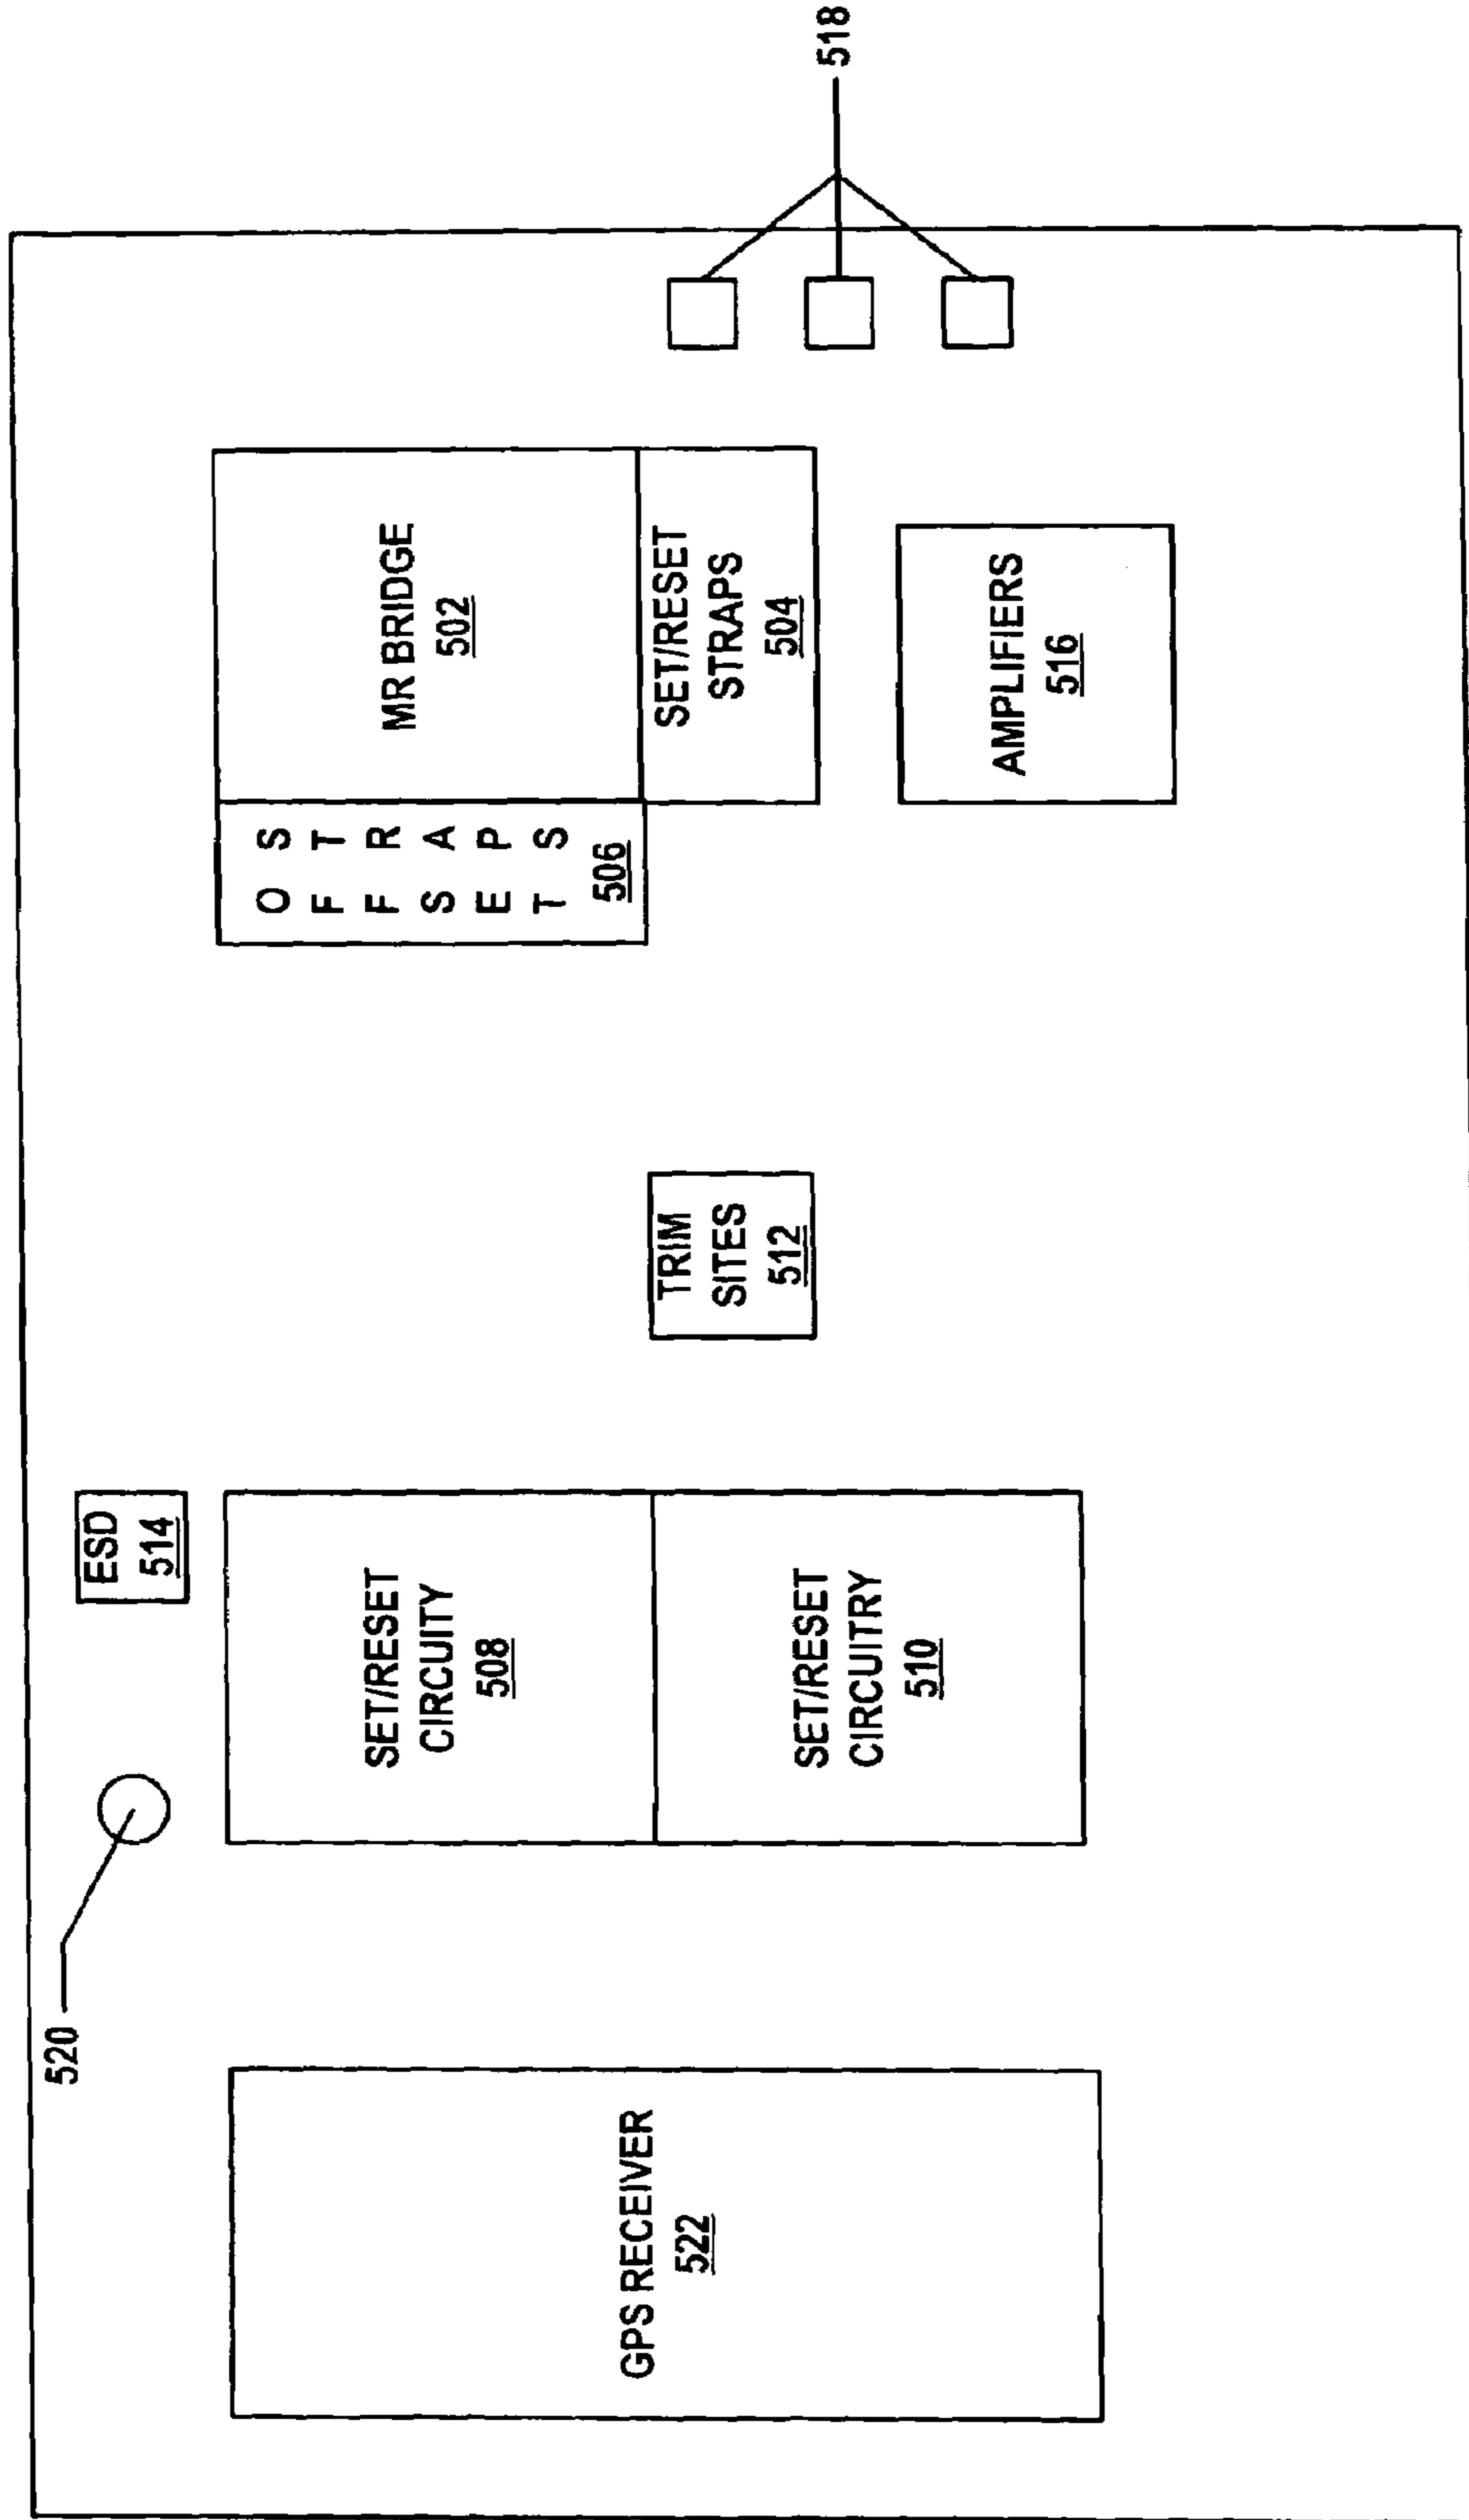 520
ESD
514
GPS RECEIVER
522
SET/RESET
CIRCUITY
508
SET/RESET
CIRCUITRY
510
TRIM
SITES
512
O S
F T
F R
S A
E P
T S
506
MR BRIDGE
502
SET/RESET
STRAPS
504
AMPLIFIERS
516
518